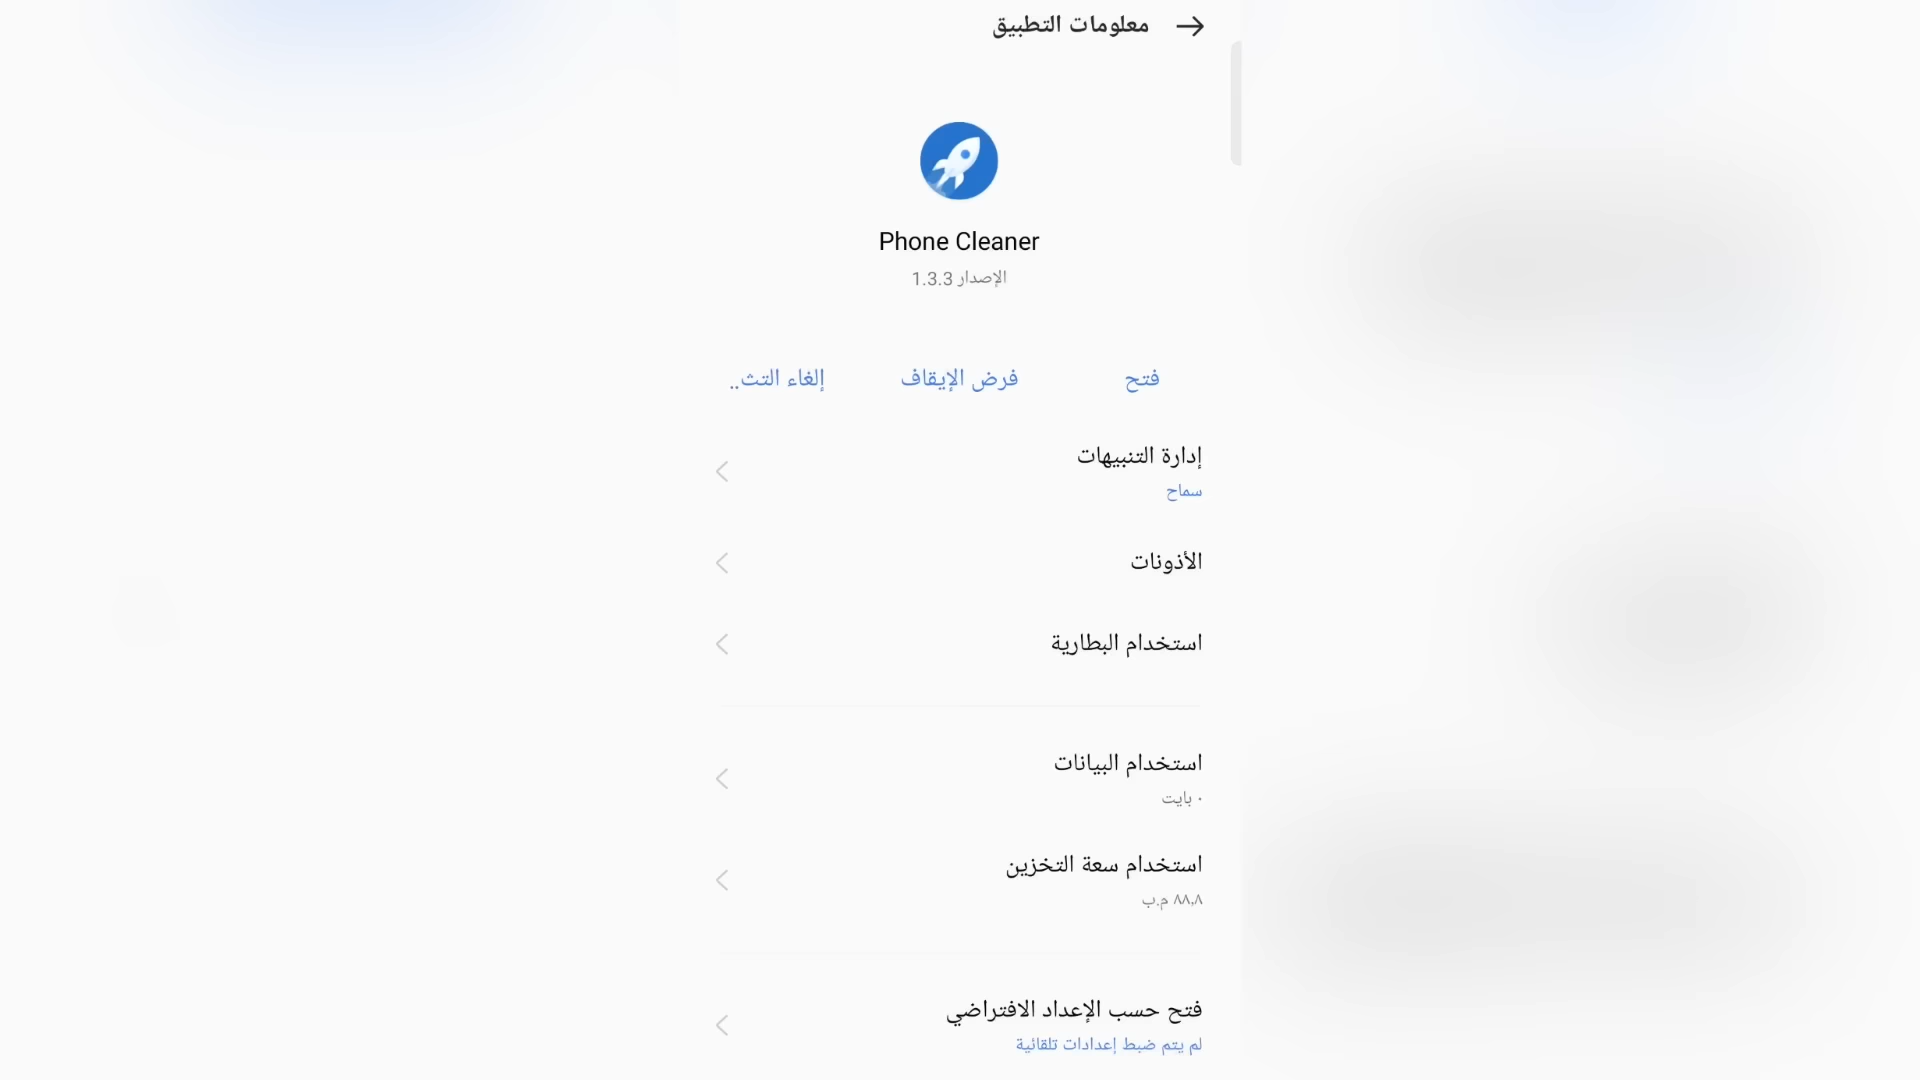 معلومات التطبيق
Phone Cleaner
الإصدار 1.3.3
فتح
فرض الإيقاف
إلغاء التث..
إدارة التنبيهات
سماح
الأذونات
استخدام البطارية
استخدام البيانات
٠ بايت
استخدام سعة التخزين
٨٨,٨ م.ب
فتح حسب الإعداد الافتراضي
لم يتم ضبط إعدادات تلقائية